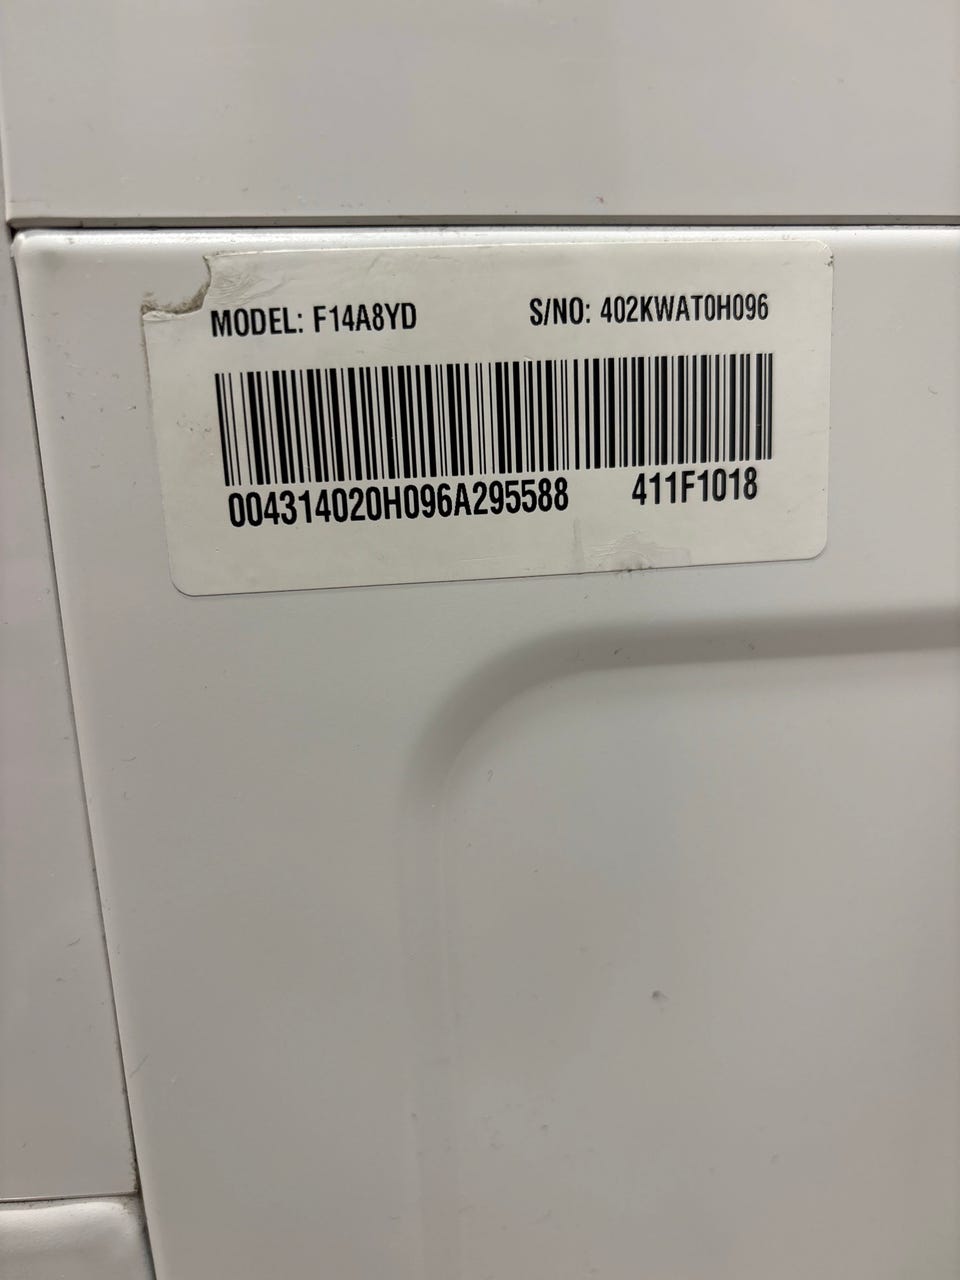 MODEL: F14A8YD S/NO: 402KWAT0H096
004314020H096A295588 411F1018